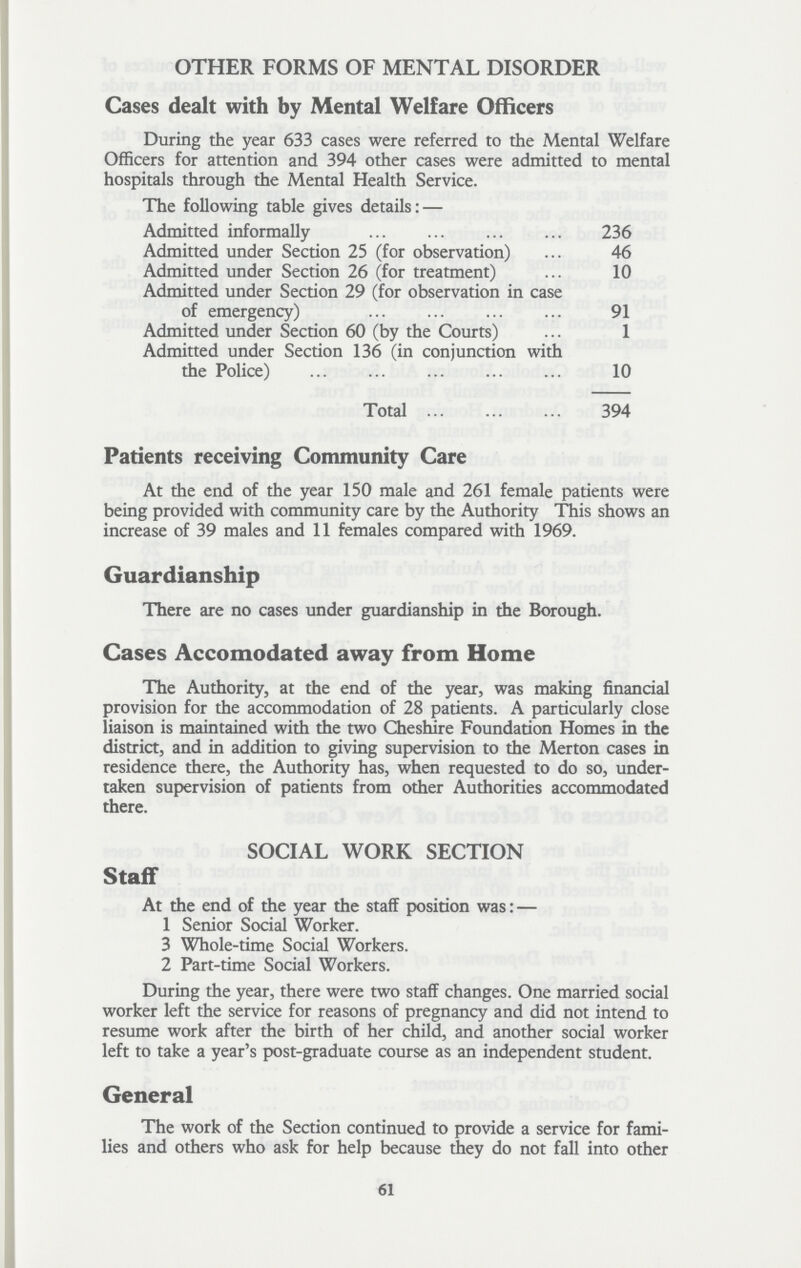 OTHER FORMS OF MENTAL DISORDER
Cases dealt with by Mental Welfare Officers
During the year 633 cases were referred to the Mental Welfare
Officers for attention and 394 other cases were admitted to mental
hospitals through the Mental Health Service.
The following table gives details:—
Admitted informally ... ... ... ... 236
Admitted under Section 25 (for observation) ... 46
Admitted under Section 26 (for treatment) ... 10
Admitted under Section 29 (for observation in case
of emergency) ... ... ... ... 91
Admitted under Section 60 (by the Courts) ... 1
Admitted under Section 136 (in conjunction with
the Police) ... ... ... ... ... 10
Total ... ... ... 394
Patients receiving Community Care
At the end of the year 150 male and 261 female patients were
being provided with community care by the Authority This shows an
increase of 39 males and 11 females compared with 1969.
Guardianship
There are no cases under guardianship in the Borough.
Cases Accomodated away from Home
The Authority, at the end of the year, was making financial
provision for the accommodation of 28 patients. A particularly close
liaison is maintained with the two Cheshire Foundation Homes in the
district, and in addition to giving supervision to the Merton cases in
residence there, the Authority has, when requested to do so, under-
taken supervision of patients from other Authorities accommodated
there.
SOCIAL WORK SECTION
Staff
At the end of the year the staff position was:—
1 Senior Social Worker.
3 Whole-time Social Workers.
2 Part-time Social Workers.
During the year, there were two staff changes. One married social
worker left the service for reasons of pregnancy and did not intend to
resume work after the birth of her child, and another social worker
left to take a year's post-graduate course as an independent student.
General
The work of the Section continued to provide a service for fami-
lies and others who ask for help because they do not fall into other
61